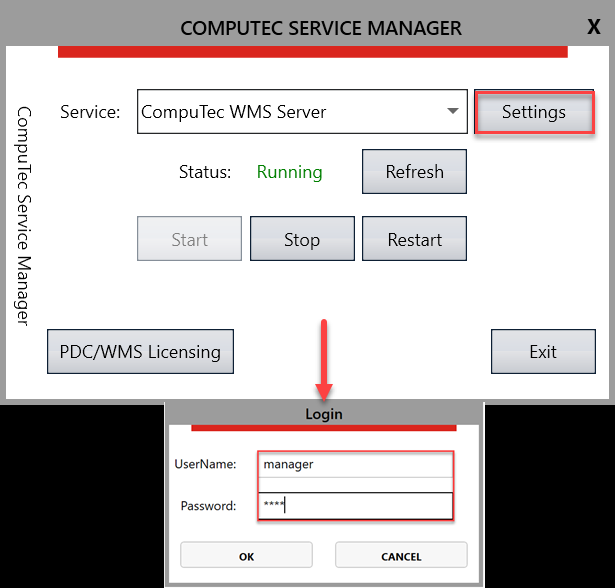 COMPUTEC SERVICE MANAGER X
CompuTec Service Manager
Service: CompuTec WMS Server Settings
Status: Running Refresh
Start Stop Restart
PDC/WMS Licensing Exit
Login
UserName: manager
Password: ****
OK CANCEL